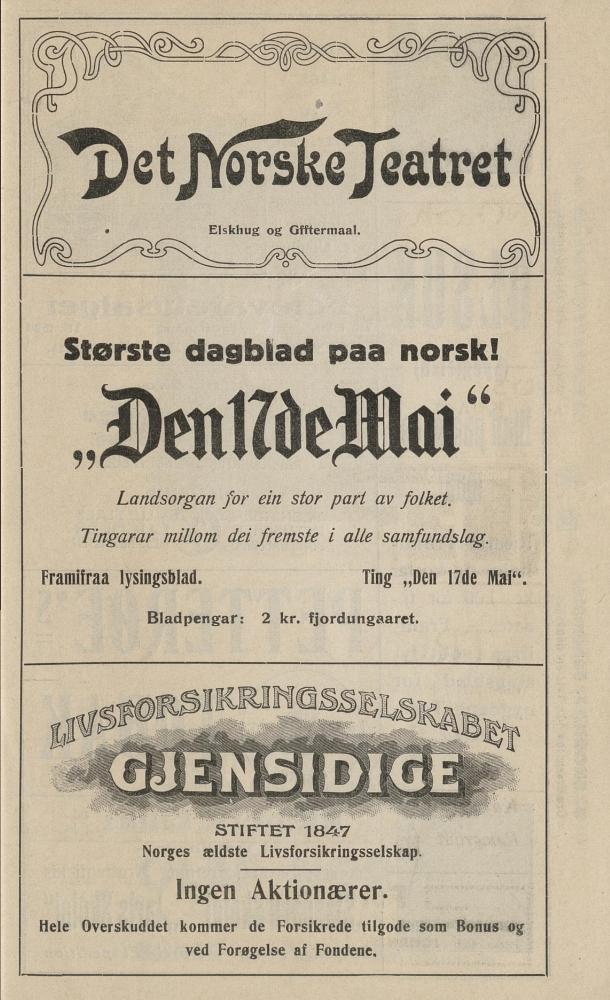 Det Norske Teatret
Elskhug og Gfftermaal.
Største dagblad paa norsk!
„Den 17de Mai“
Landsorgan for ein stor part av folket.
Tingarar millom dei fremste i alle samfundslag.
Framifraa lysingsblad. Ting „Den 17de Mai“.
Bladpengar: 2 kr. fjordungaaret.
LIVSFORSIKRINGSSELSKABET
GJENSIDIGE
STIFTET 1847
Norges ældste Livsforsikringsselskap.
Ingen Aktionærer.
Hele Overskuddet kommer de Forsikrede tilgode som Bonus og
ved Forøgelse af Fondene.